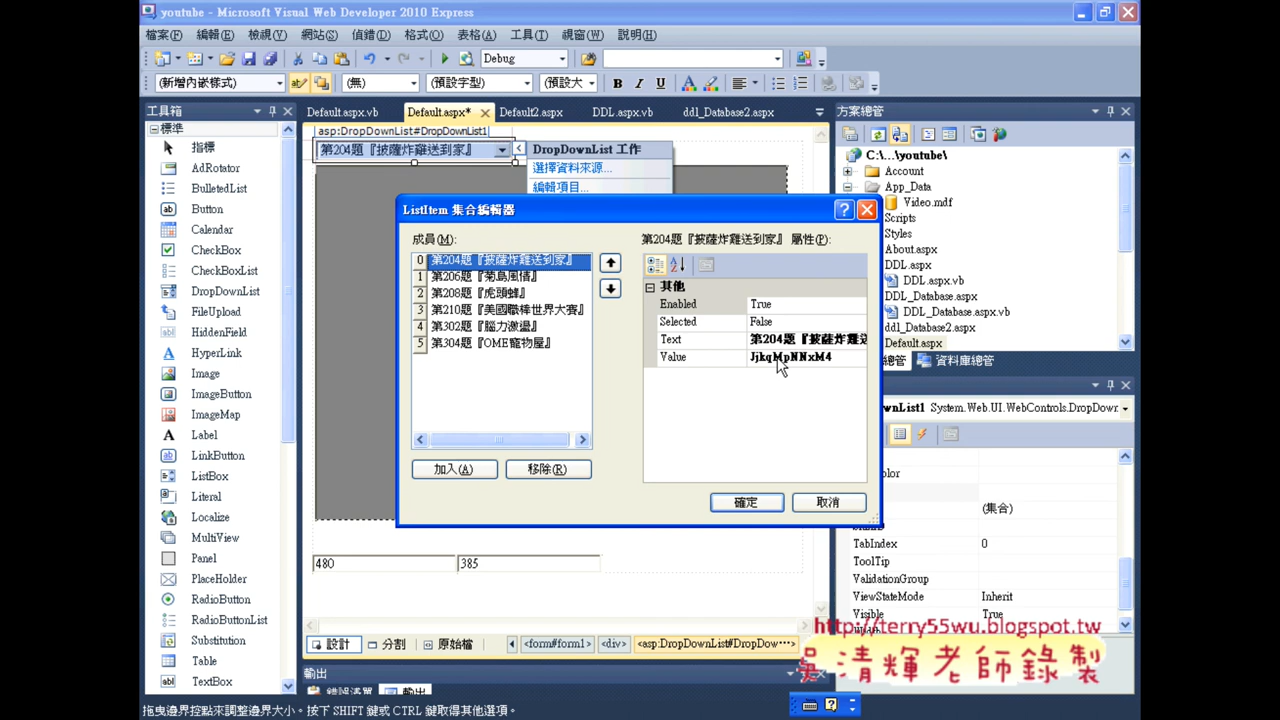 youtube - Microsoft Visual Web Developer 2010 Express
檔案(F) 編輯(E) 檢視(V) 網站(S) 偵錯(D) 格式(O) 表格(A) 工具(T) 視窗(W) 說明(H)
Debug
(新增內嵌樣式) (無) (預設字型) (預設大 B I U A
工具箱
標準
指標
AdRotator
BulletedList
Button
Calendar
CheckBox
CheckBoxList
DropDownList
FileUpload
HiddenField
HyperLink
Image
ImageButton
ImageMap
Label
LinkButton
ListBox
Literal
Localize
MultiView
Panel
PlaceHolder
RadioButton
RadioButtonList
Substitution
Table
TextBox
Default.aspx.vb Default.aspx* Default2.aspx DDL.aspx.vb ddl_Database2.aspx
asp:DropDownList#DropDownList1
第204題『披薩炸雞送到家』
DropDownList 工作
選擇資料來源...
編輯項目...
ListItem 集合編輯器
成員(M):
0 第204題『披薩炸雞送到家』
1 第206題『菊島風情』
2 第208題『虎頭蜂』
3 第210題『美國職棒世界大賽』
4 第302題『腦力激盪』
5 第304題『OME寵物屋』
加入(A) 移除(R)
第204題『披薩炸雞送到家』 屬性(P):
其他
Enabled True
Selected False
Text 第204題『披薩炸雞送
Value JjkqMpNNxM4
確定 取消
480 385
設計 分割 原始檔 <form#form1> <div> <asp:DropDownList#DropDow···>
輸出
錯誤清單 輸出
方案總管
C:\...\youtube\
Account
App_Data
Video.mdf
Scripts
Styles
About.aspx
DDL.aspx
DDL.aspx.vb
DDL_Database.aspx
DDL_Database.aspx.vb
ddl_Database2.aspx
Default.aspx
總管 資料庫總管
wnList1 System.Web.UI.WebControls.DropDown
olor
(集合)
TabIndex 0
ToolTip
ValidationGroup
ViewStateMode Inherit
Visible True
http://terry55wu.blogspot.tw
吳清輝老師錄製
拖曳邊界控點來調整邊界大小。按下 SHIFT 鍵或 CTRL 鍵取得其他選項。